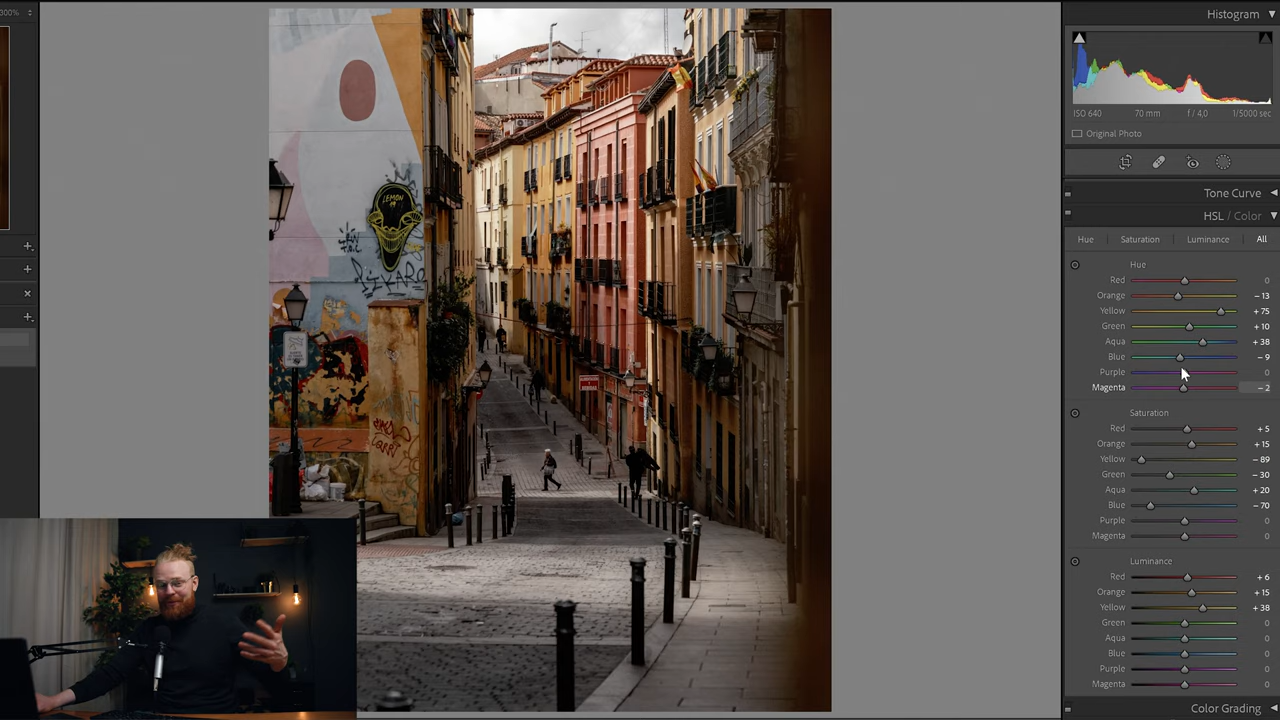 300%
Histogram
ISO 640 70 mm f / 4,0 1/5000 sec
Original Photo
Tone Curve
HSL / Color
Hue Saturation Luminance All
Hue
Red 0
Orange − 13
Yellow + 75
Green + 10
Aqua + 38
Blue − 9
Purple 0
Magenta − 2
Saturation
Red + 5
Orange + 15
Yellow − 89
Green − 30
Aqua + 20
Blue − 70
Purple 0
Magenta 0
Luminance
Red + 6
Orange + 15
Yellow + 38
Green 0
Aqua 0
Blue 0
Purple 0
Magenta 0
Color Grading
LEMON